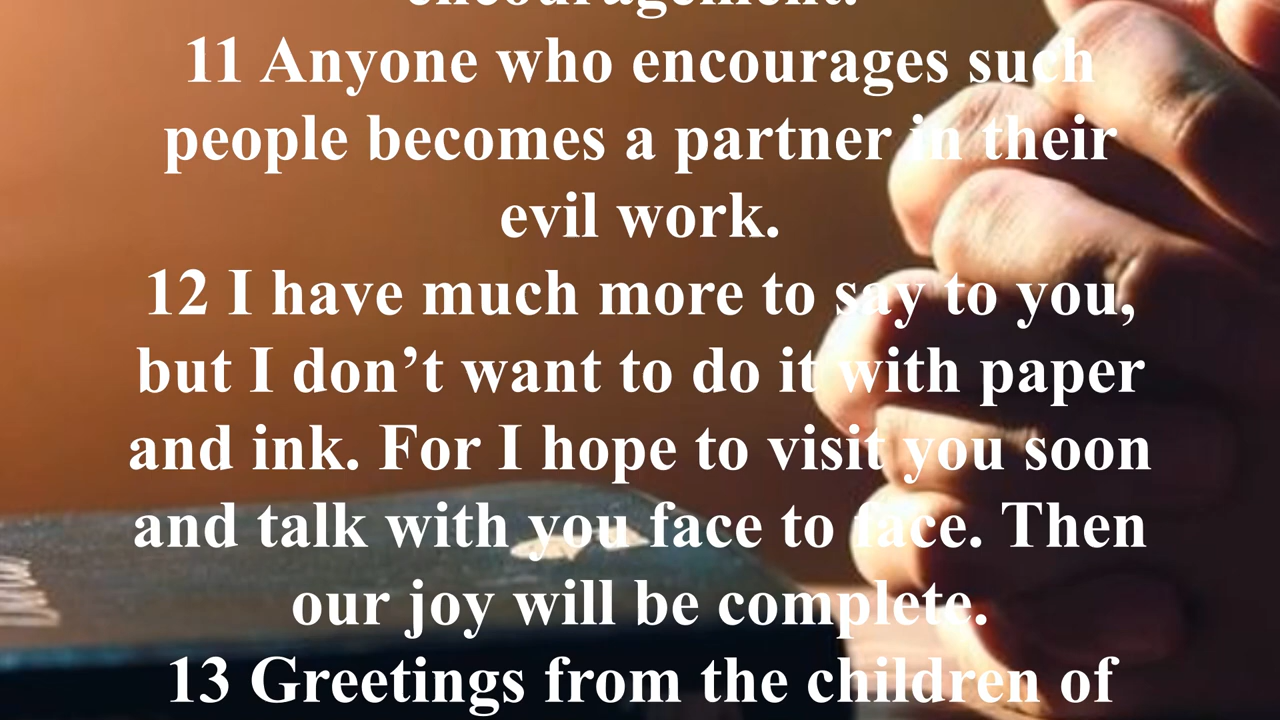 encouragement.
11 Anyone who encourages such
people becomes a partner in their
evil work.
12 I have much more to say to you,
but I don’t want to do it with paper
and ink. For I hope to visit you soon
and talk with you face to face. Then
our joy will be complete.
13 Greetings from the children of